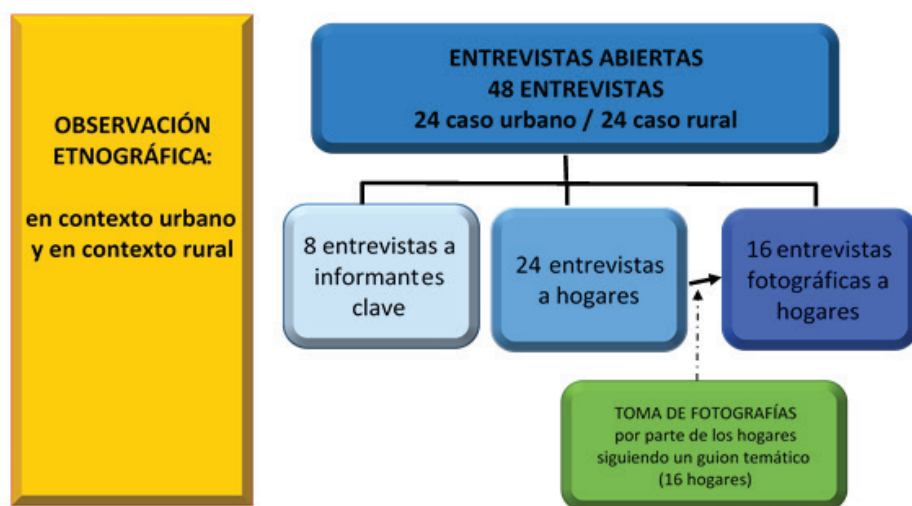 OBSERVACIÓN
ETNOGRÁFICA:
en contexto urbano
y en contexto rural
ENTREVISTAS ABIERTAS
48 ENTREVISTAS
24 caso urbano / 24 caso rural
8 entrevistas a
informantes
clave
24 entrevistas
a hogares
16 entrevistas
fotográficas a
hogares
TOMA DE FOTOGRAFÍAS
por parte de los hogares
siguiendo un guion temático
(16 hogares)